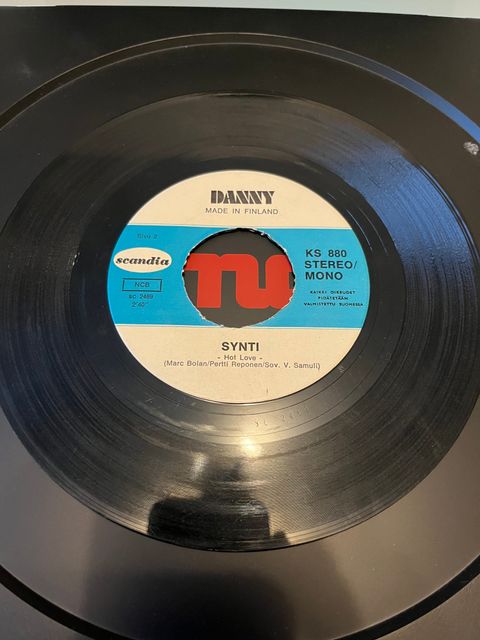 DANNY
MADE IN FINLAND
Sivu 2
scandia
NCB
sc 2489
2'40"
KS 880
STEREO/
MONO
KAIKKI OIKEUDET
PIDÄTETÄÄN
VALMISTETTU SUOMESSA
TU
SYNTI
- Hot Love -
(Marc Bolan/Pertti Reponen/Sov. V. Samuli)